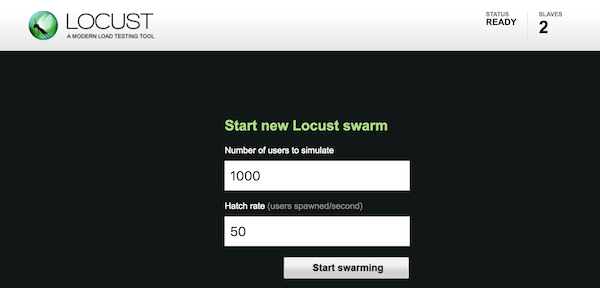 LOCUST
A MODERN LOAD TESTING TOOL
STATUS
READY
SLAVES
2
Start new Locust swarm
Number of users to simulate
1000
Hatch rate (users spawned/second)
50
Start swarming